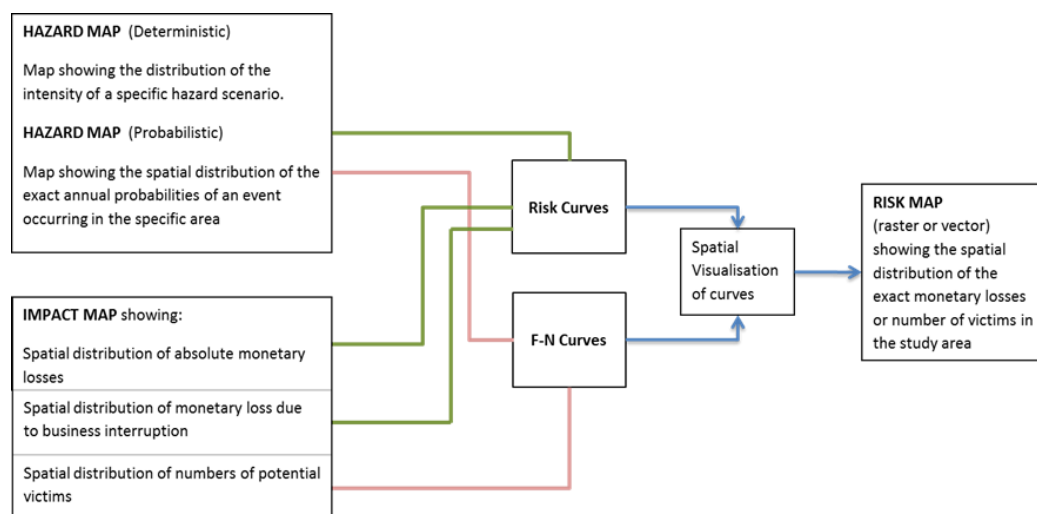 HAZARD MAP (Deterministic)
Map showing the distribution of the
intensity of a specific hazard scenario.
HAZARD MAP (Probabilistic)
Map showing the spatial distribution of the
exact annual probabilities of an event
occurring in the specific area
IMPACT MAP showing:
Spatial distribution of absolute monetary
losses
Spatial distribution of monetary loss due
to business interruption
Spatial distribution of numbers of potential
victims
Risk Curves
F-N Curves
Spatial
Visualisation
of curves
RISK MAP
(raster or vector)
showing the spatial
distribution of the
exact monetary losses
or number of victims in
the study area